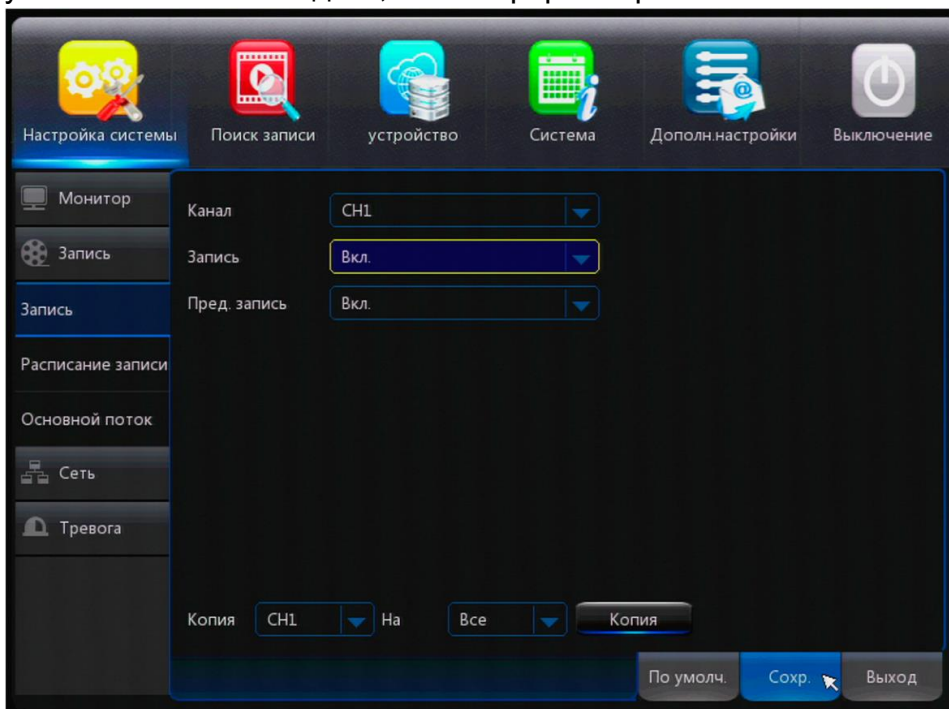 Настройка системы
Поиск записи
устройство
Система
Дополн.настройки
Выключение
Монитор
Запись
Запись
Расписание записи
Основной поток
Сеть
Тревога
Канал CH1
Запись Вкл.
Пред. запись Вкл.
Копия CH1 На Все Копия
По умолч. Сохр. Выход